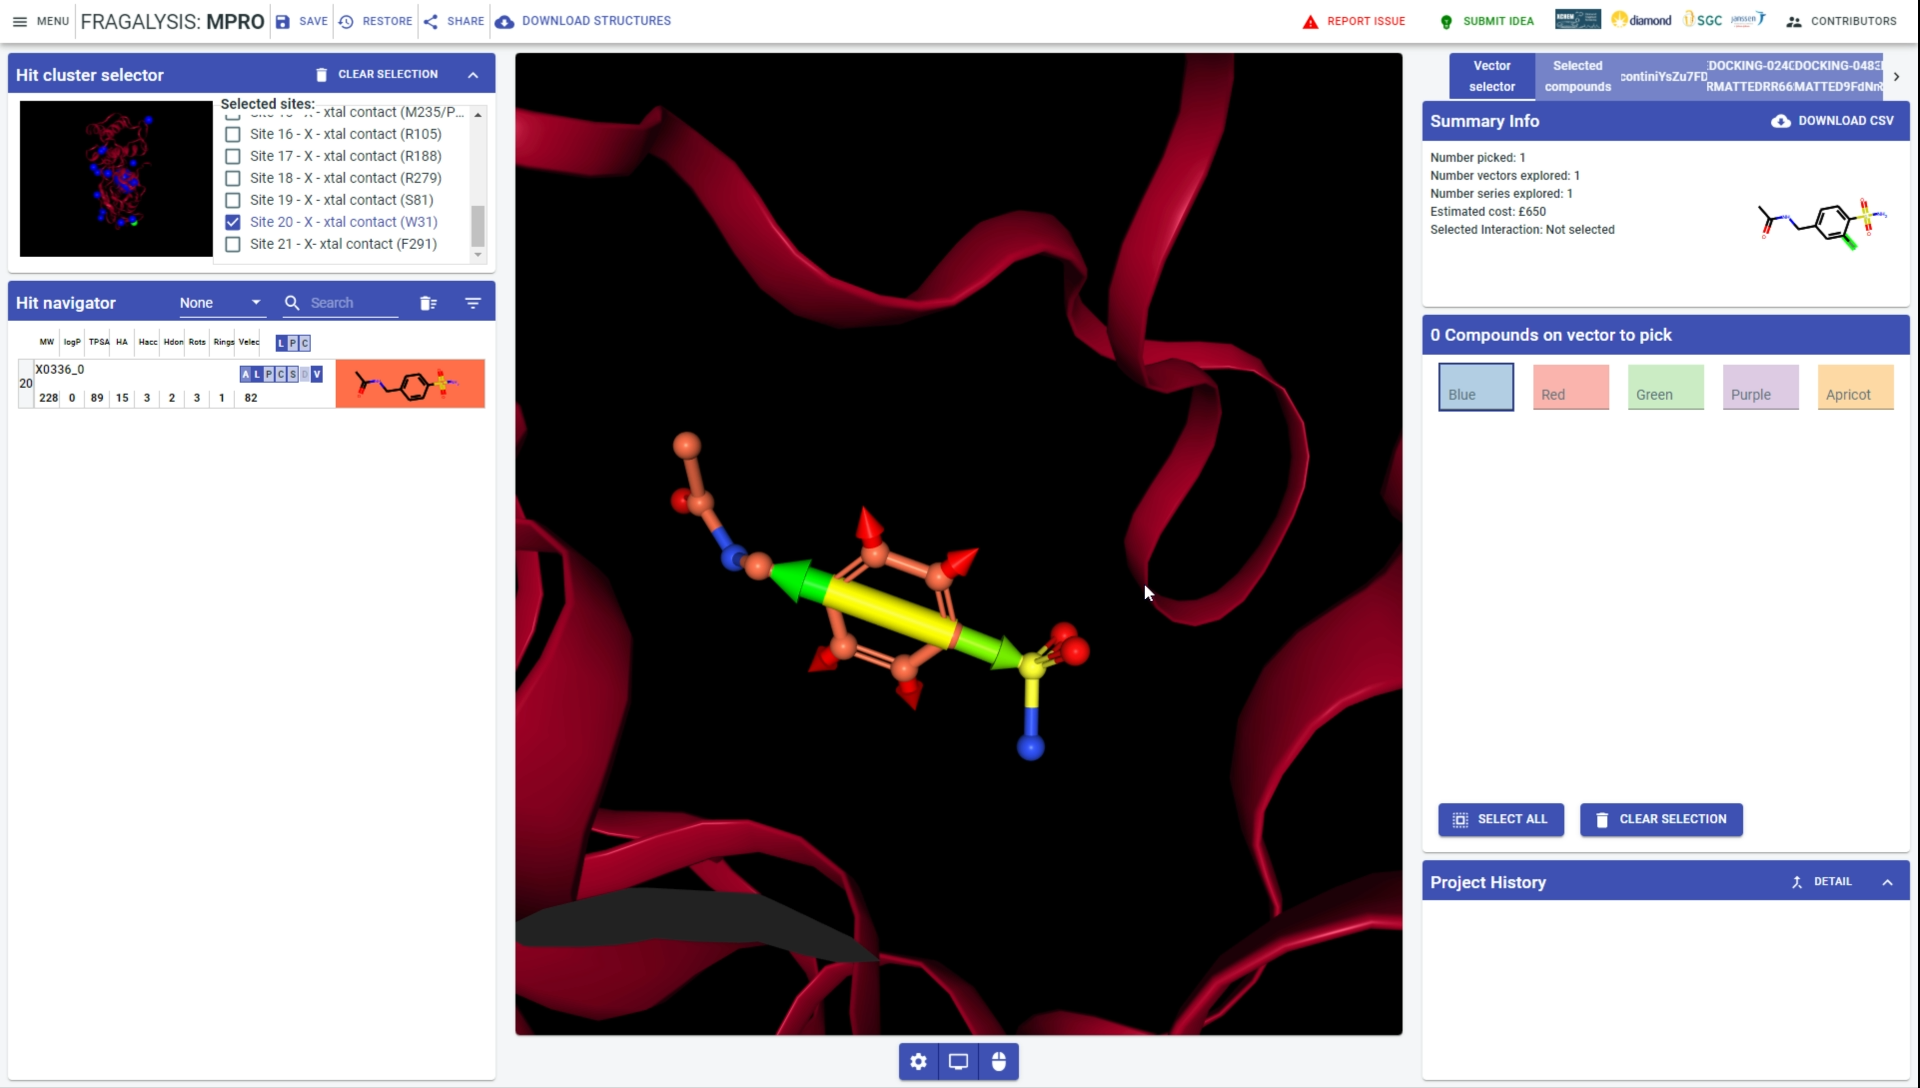 MENU
FRAGALYSIS: MPRO
SAVE
RESTORE
SHARE
DOWNLOAD STRUCTURES
REPORT ISSUE
SUBMIT IDEA
diamond
SGC
janssen
CONTRIBUTORS
Hit cluster selector
CLEAR SELECTION
Selected sites:
xtal contact (M235/P...
Site 16 - X - xtal contact (R105)
Site 17 - X - xtal contact (R188)
Site 18 - X - xtal contact (R279)
Site 19 - X - xtal contact (S81)
Site 20 - X - xtal contact (W31)
Site 21 - X- xtal contact (F291)
Hit navigator
None
Search
MW logP TPSA HA Hacc Hdon Rots Rings Velec
L P C
20
X0336_0
A L P C S D V
228 0 89 15 3 2 3 1 82
Vector selector
Selected compounds
continiYsZu7FD
DOCKING-024
DOCKING-0483
RMATTEDRR66
MATTED9FdNn
Summary Info
DOWNLOAD CSV
Number picked: 1
Number vectors explored: 1
Number series explored: 1
Estimated cost: £650
Selected Interaction: Not selected
0 Compounds on vector to pick
Blue
Red
Green
Purple
Apricot
SELECT ALL
CLEAR SELECTION
Project History
DETAIL